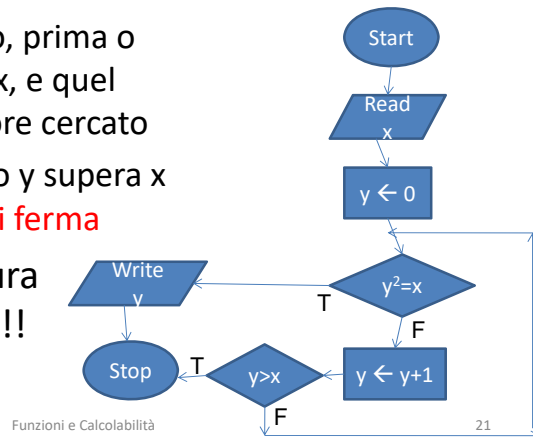 o, prima o
x, e quel
ore cercato
o y supera x
i ferma
ura
!!
Start
Read
x
y ← 0
y²=x
T
F
Write
y
y ← y+1
y>x
T
F
Stop
Funzioni e Calcolabilità
21